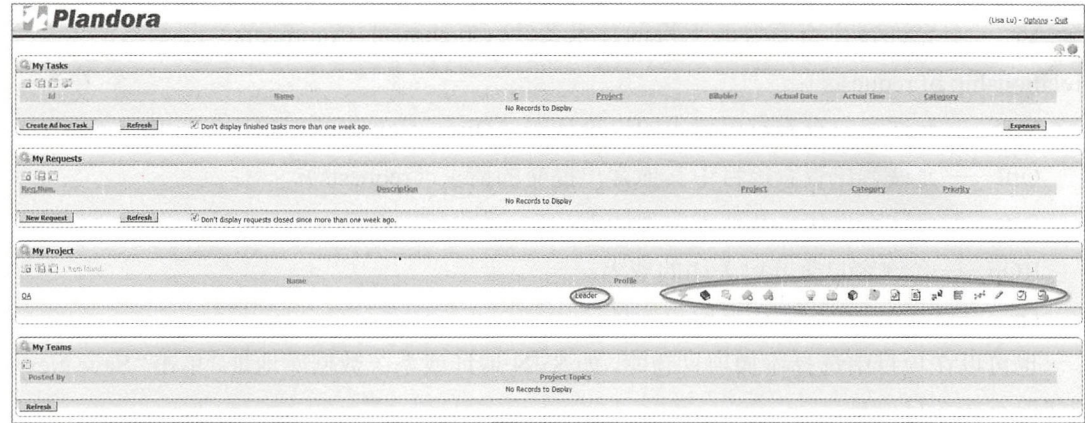 Plandora
(Lisa Lu) - Options - Quit
My Tasks
Id Name C Project Billable? Actual Date Actual Time Category
No Records to Display
Create Ad hoc Task Refresh Don't display finished tasks more than one week ago. Expenses
My Requests
Req.Num. Description Project Category Priority
No Records to Display
New Request Refresh Don't display requests closed since more than one week ago.
My Project
1 item found.
Name Profile
QA Leader
My Teams
Posted By Project Topics
No Records to Display
Refresh